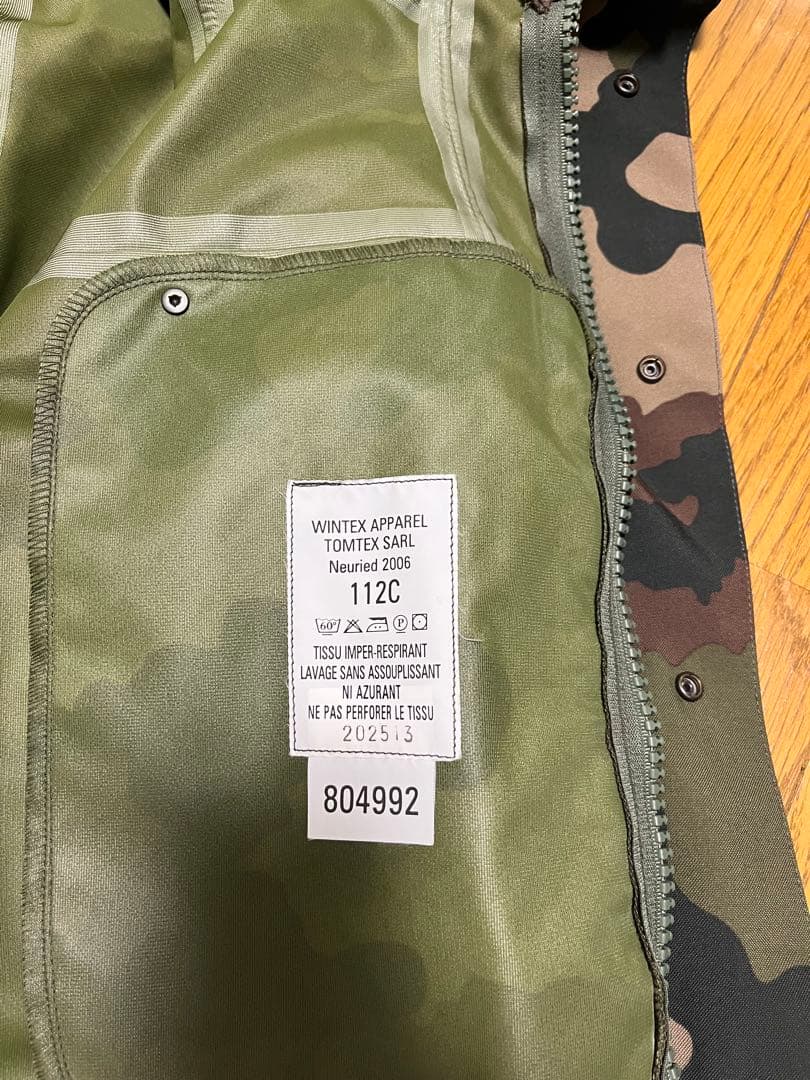 WINTEX APPAREL
TOMTEX SARL
Neuried 2006
112C
60°
P
TISSU IMPER-RESPIRANT
LAVAGE SANS ASSOUPLISSANT
NI AZURANT
NE PAS PERFORER LE TISSU
202513
804992